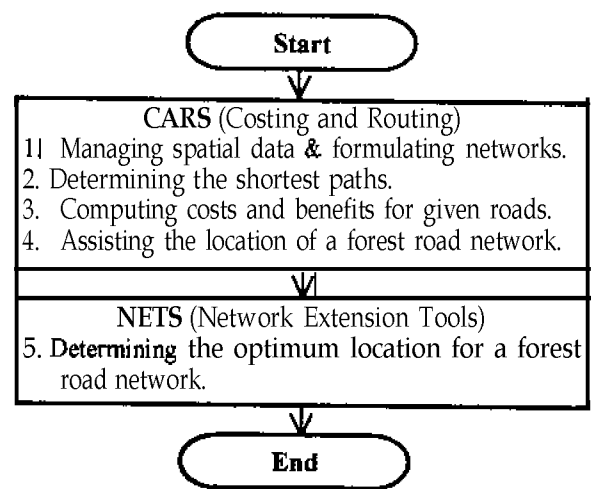 Start
CARS (Costing and Routing)
1| Managing spatial data & formulating networks.
2. Determining the shortest paths.
3. Computing costs and benefits for given roads.
4. Assisting the location of a forest road network.
NETS (Network Extension Tools)
5. Determining the optimum location for a forest
road network.
End